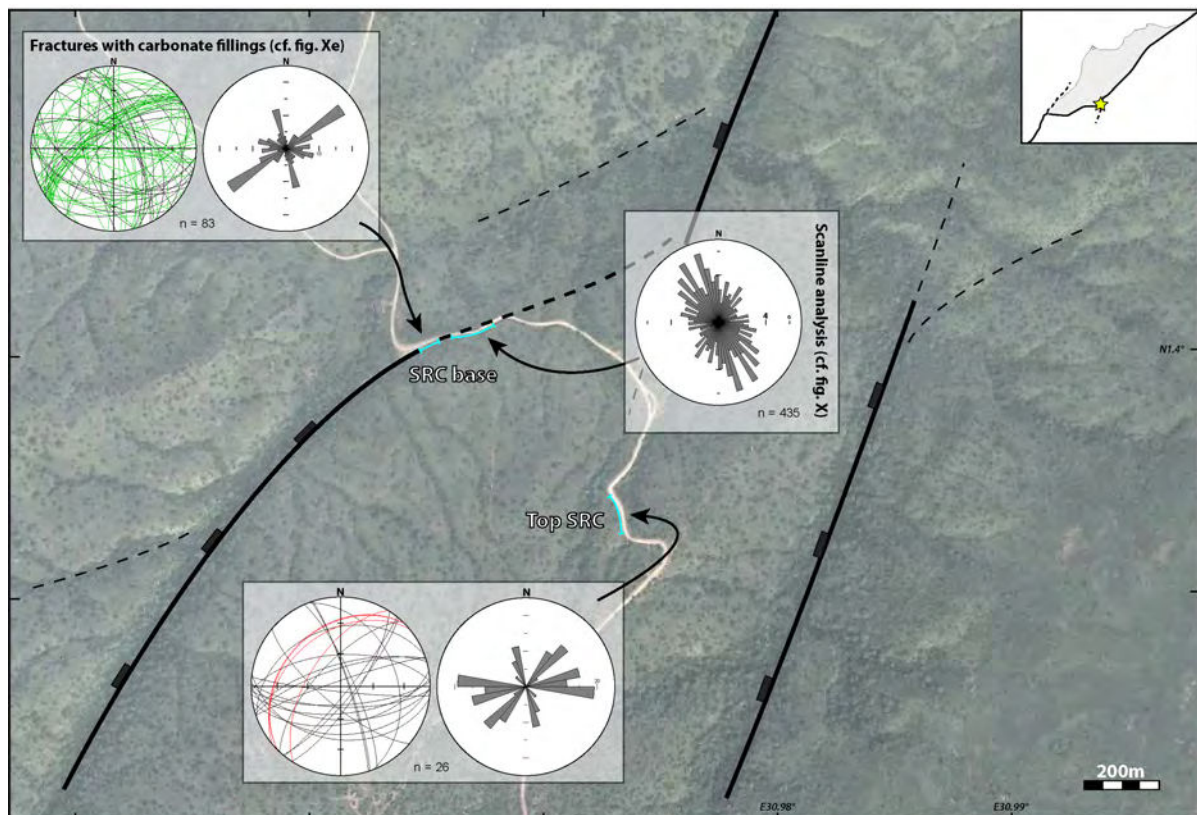 Fractures with carbonate fillings (cf. fig. Xe)
N
N
n = 83
N
Scanline analysis (cf. fig. X)
4
n = 435
N1.4°
SRC base
Top SRC
N
N
n = 26
200m
E30.98°
E30.99°